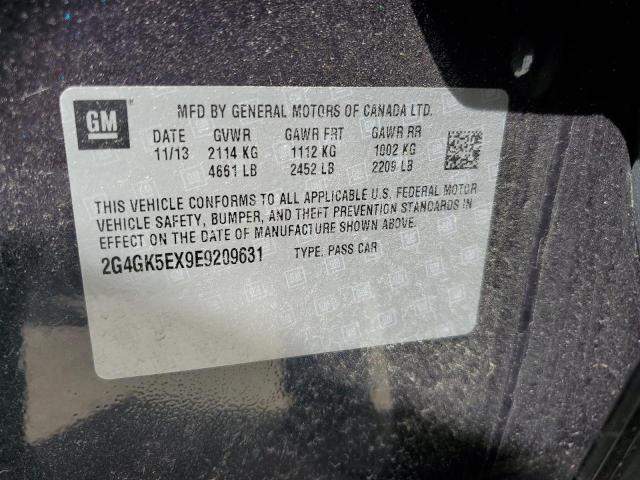 GM
MFD BY GENERAL MOTORS OF CANADA LTD.
DATE GVWR GAWR FRT GAWR RR
11/13 2114 KG 1112 KG 1002 KG
4661 LB 2452 LB 2209 LB
THIS VEHICLE CONFORMS TO ALL APPLICABLE U.S. FEDERAL MOTOR
VEHICLE SAFETY, BUMPER, AND THEFT PREVENTION STANDARDS IN
EFFECT ON THE DATE OF MANUFACTURE SHOWN ABOVE.
2G4GK5EX9E9209631 TYPE: PASS CAR